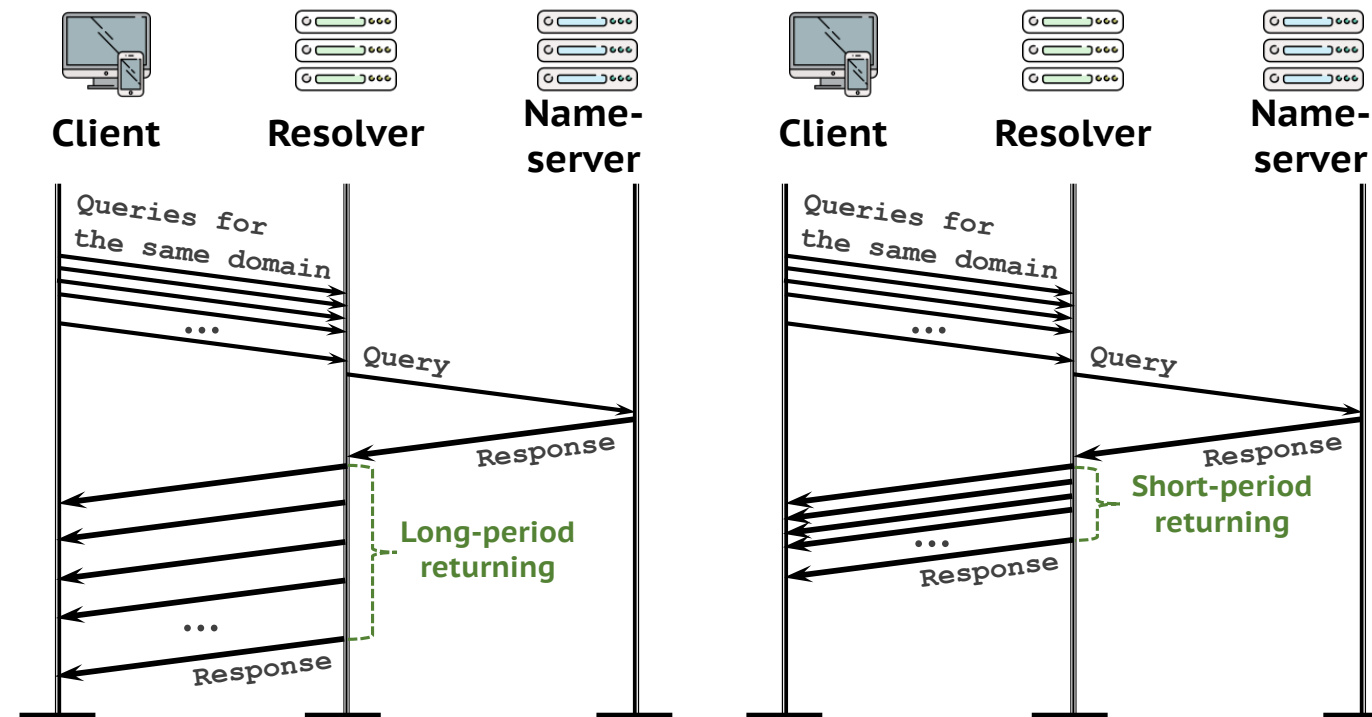 Client
Resolver
Name-
server
Queries for
the same domain
...
Query
Response
Long-period
returning
...
Response
Client
Resolver
Name-
server
Queries for
the same domain
...
Query
Response
Short-period
returning
...
Response